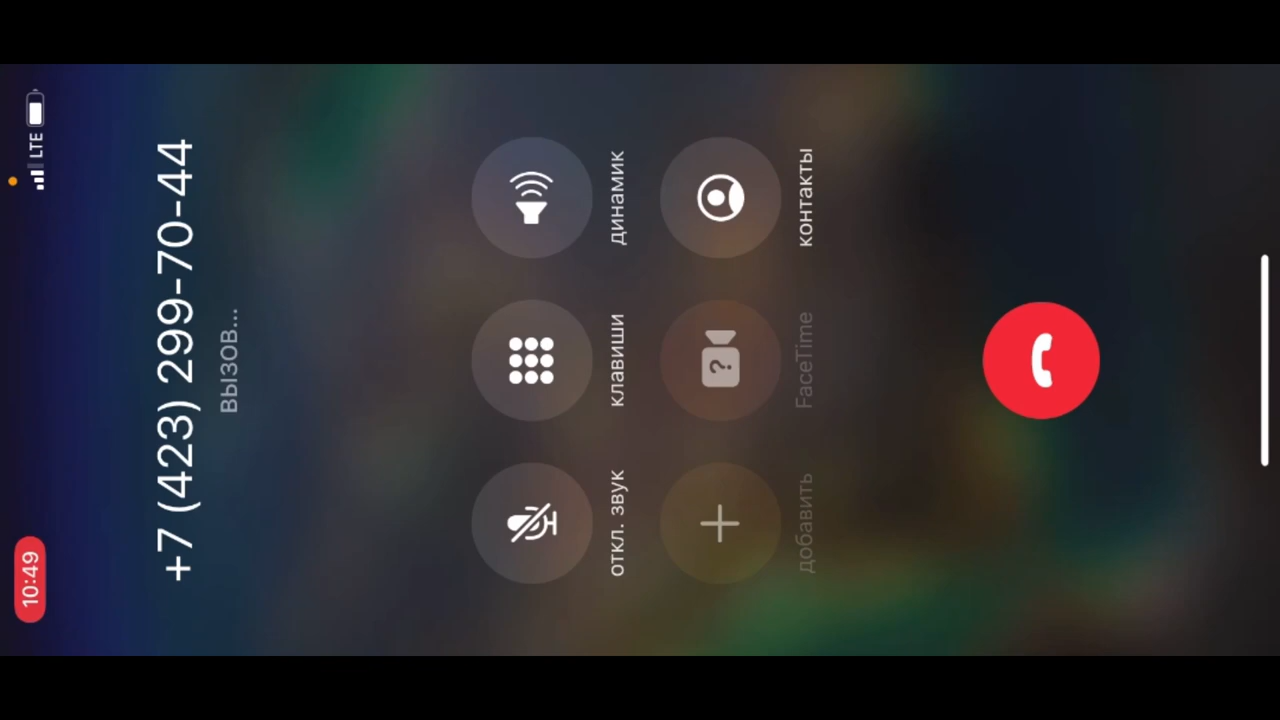 10:49
LTE
+7 (423) 299-70-44
вызов...
откл. звук
клавиши
динамик
добавить
FaceTime
контакты